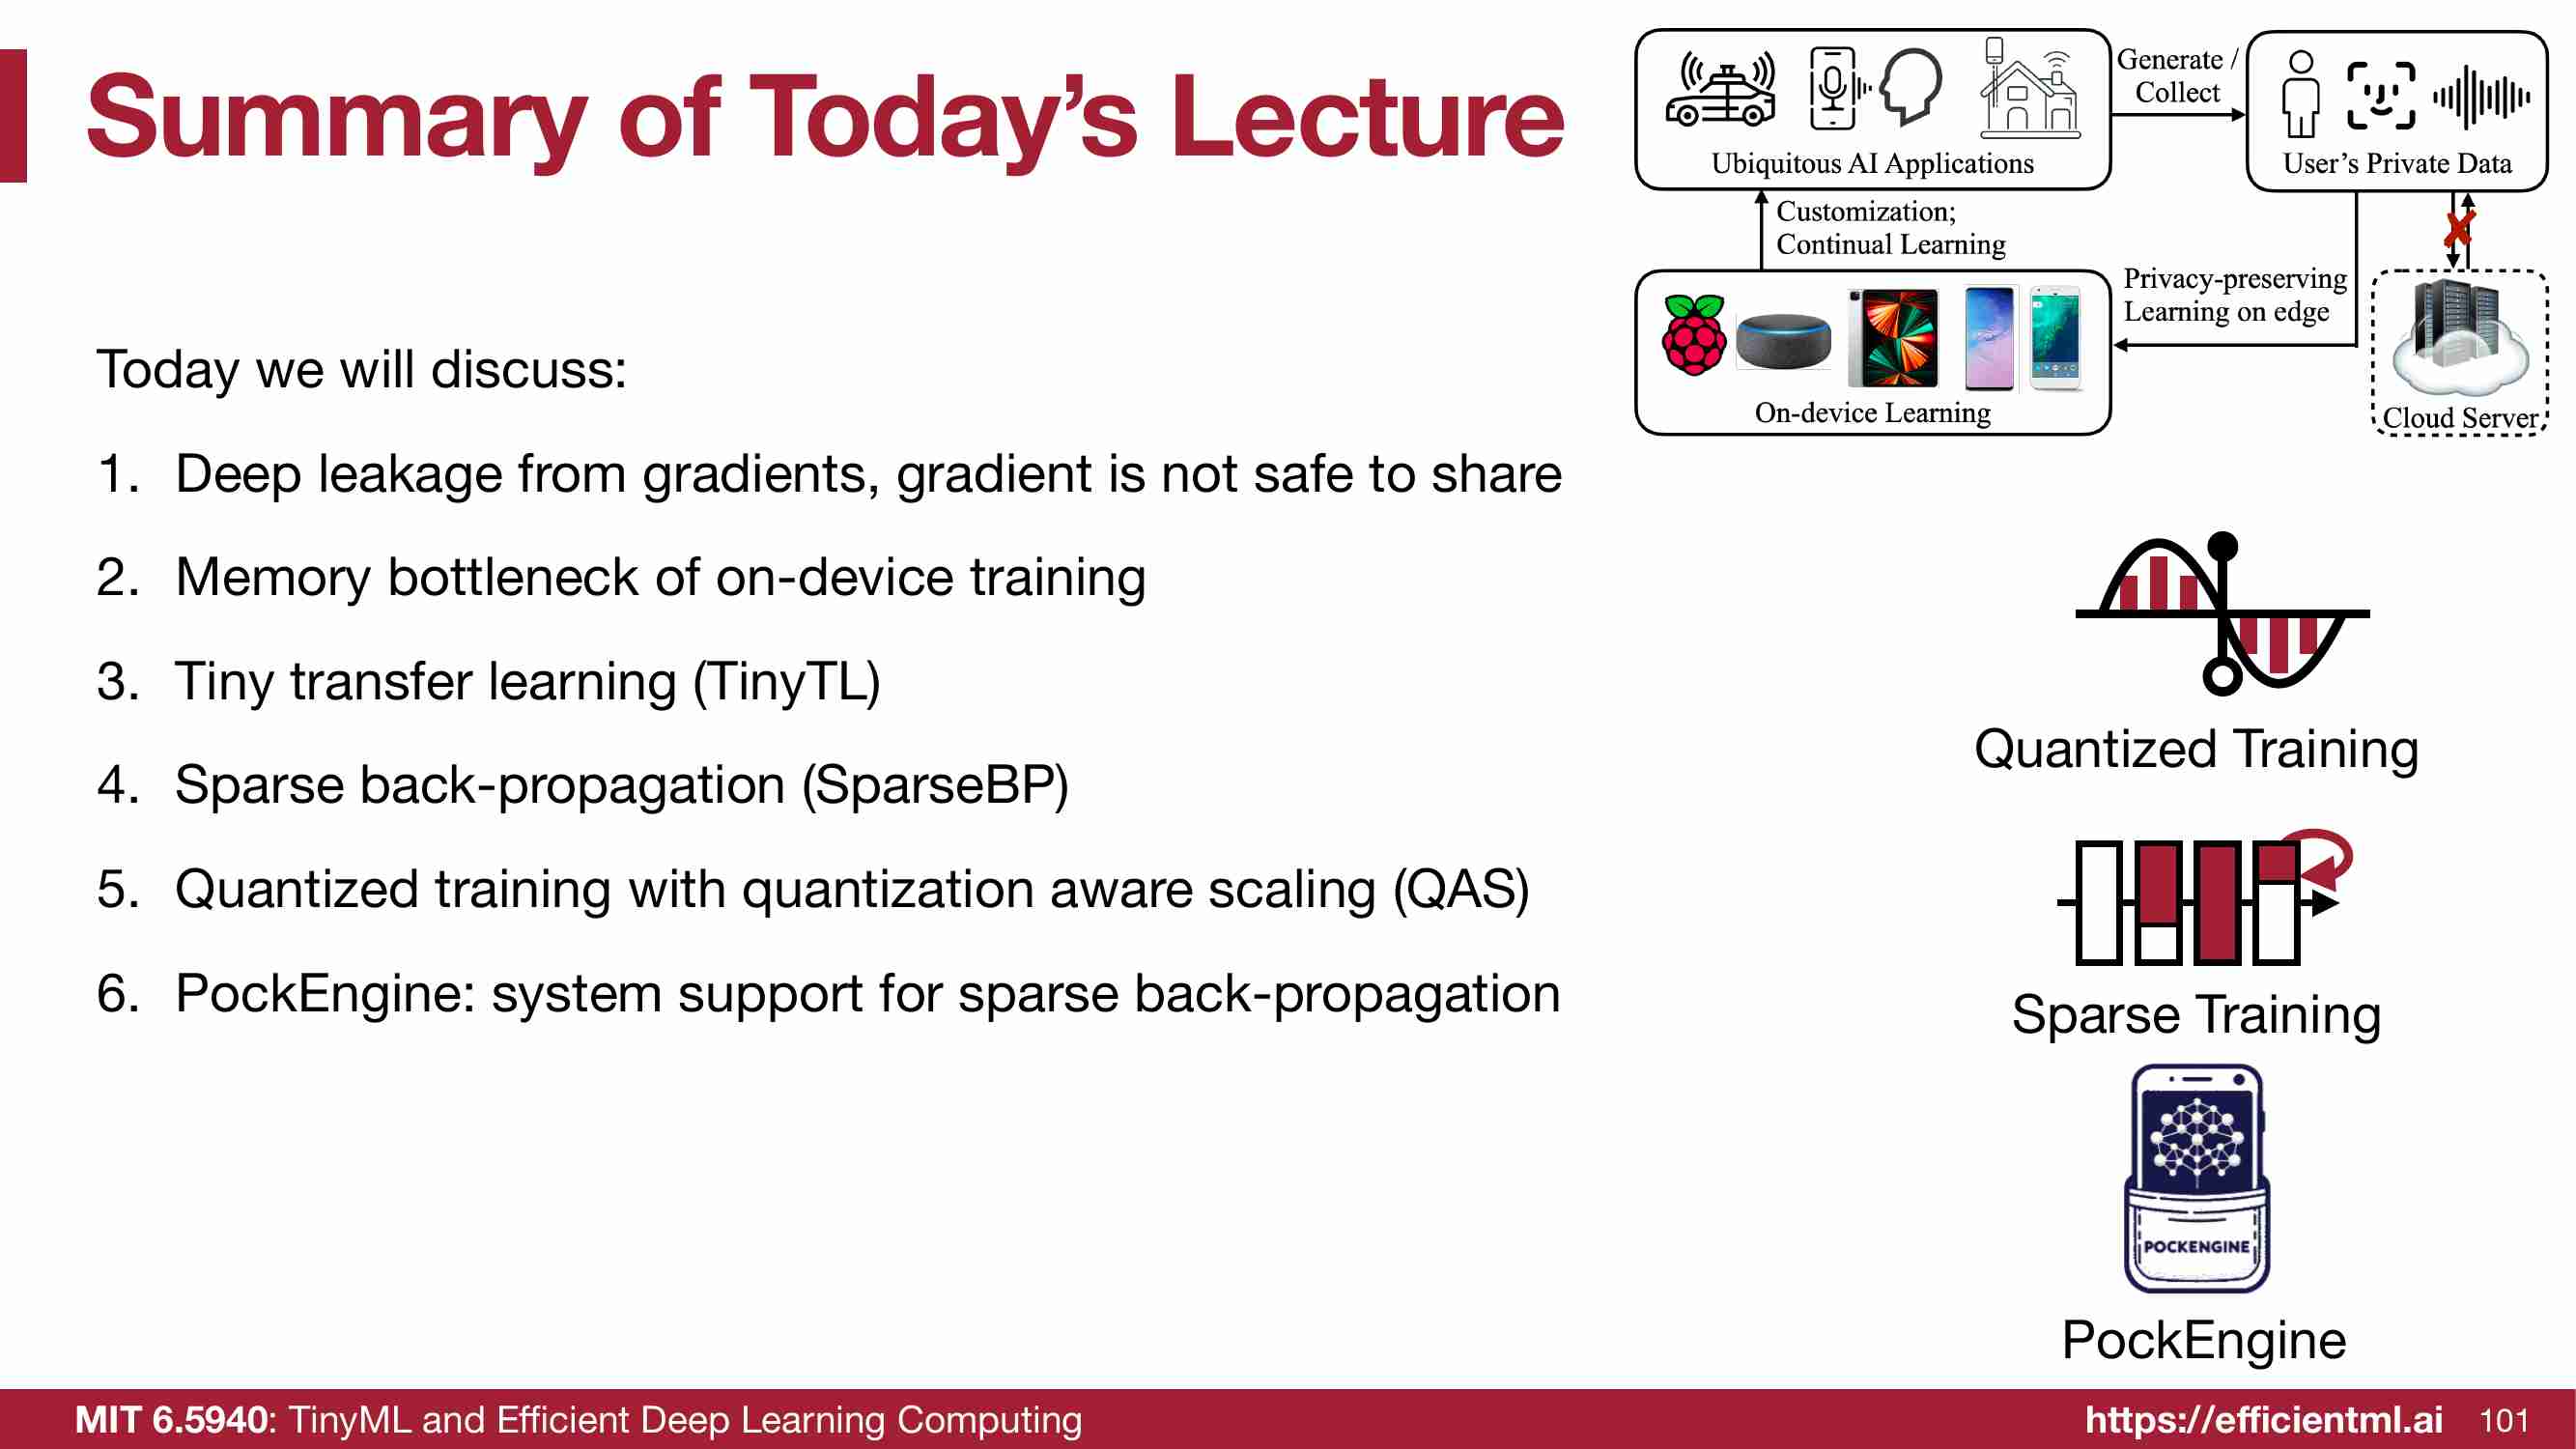 Summary of Today's Lecture
Today we will discuss:
1. Deep leakage from gradients, gradient is not safe to share
2. Memory bottleneck of on-device training
3. Tiny transfer learning (TinyTL)
4. Sparse back-propagation (SparseBP)
5. Quantized training with quantization aware scaling (QAS)
6. PockEngine: system support for sparse back-propagation
Ubiquitous AI Applications
Generate /
Collect
User's Private Data
Customization;
Continual Learning
Privacy-preserving
Learning on edge
On-device Learning
Cloud Server
Quantized Training
Sparse Training
POCKENGINE
PockEngine
MIT 6.5940: TinyML and Efficient Deep Learning Computing
https://efficientml.ai
101